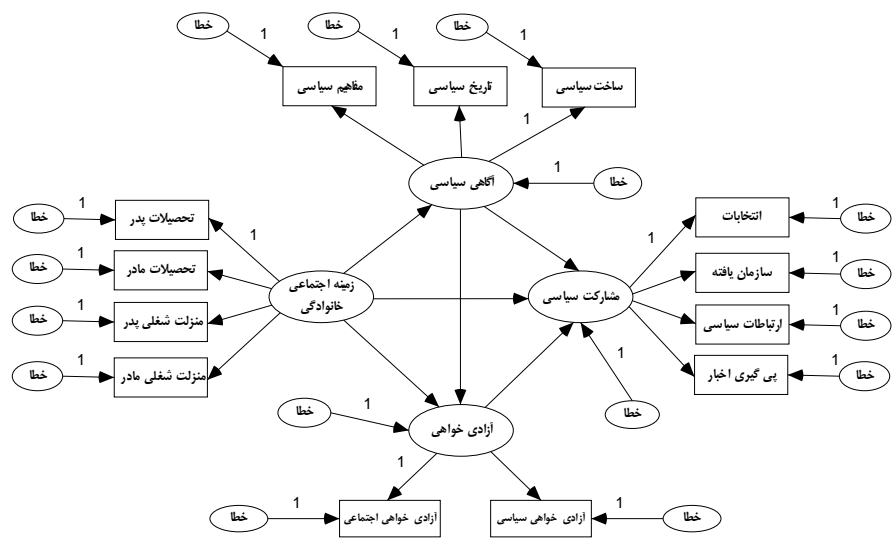 خطا
خطا
خطا
1
1
1
ساخت سیاسی
تاریخ سیاسی
مفاهیم سیاسی
1
آگاهی سیاسی
1
خطا
خطا
1
تحصیلات پدر
1
خطا
1
تحصیلات مادر
خطا
1
منزلت شغلی پدر
خطا
1
منزلت شغلی مادر
زمینه اجتماعی
خانوادگی
مشارکت سیاسی
1
انتخابات
1
خطا
سازمان یافته
1
خطا
ارتباطات سیاسی
1
خطا
پی گیری اخبار
1
خطا
1
خطا
خطا
1
آزادی خواهی
1
آزادی خواهی اجتماعی
1
خطا
آزادی خواهی سیاسی
1
خطا